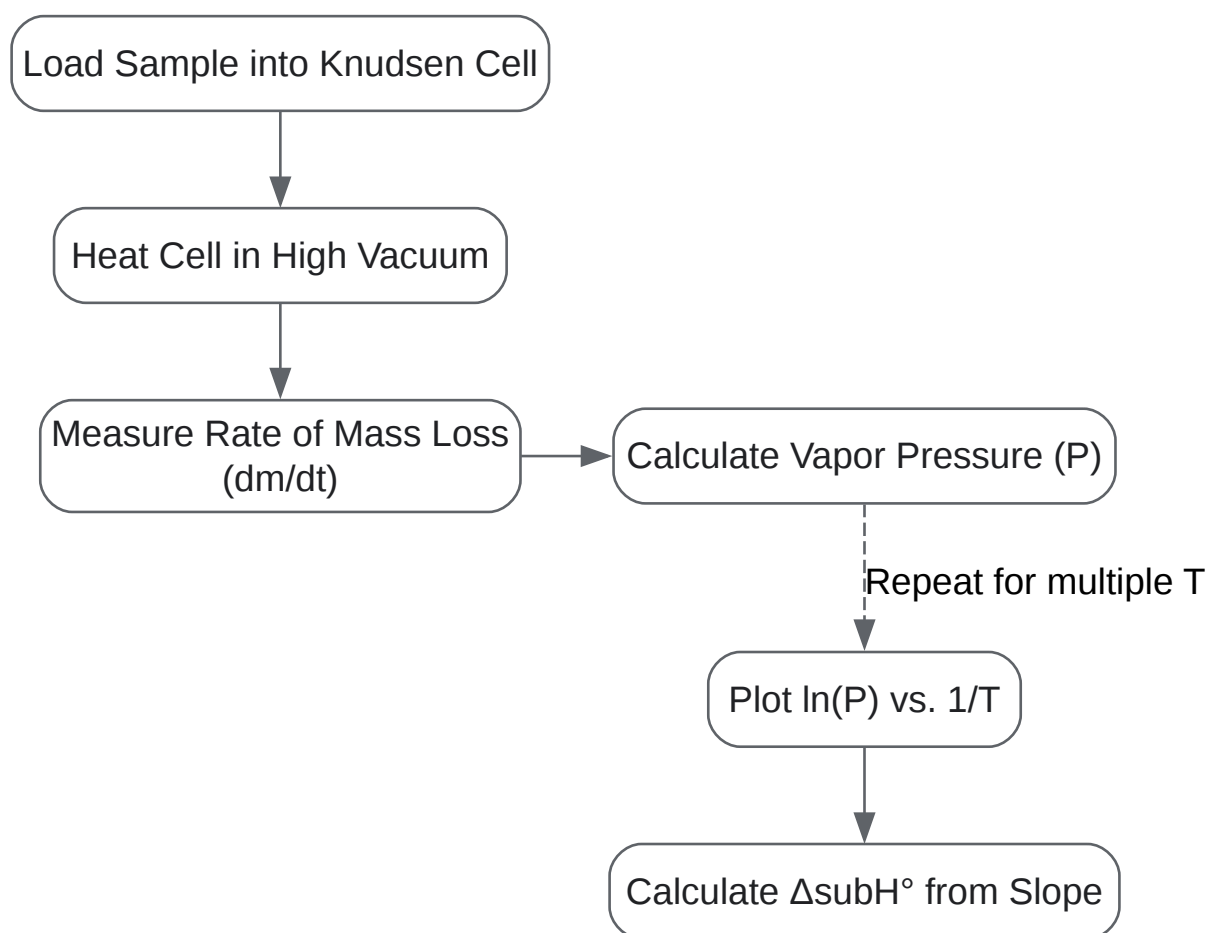 Load Sample into Knudsen Cell
Heat Cell in High Vacuum
Measure Rate of Mass Loss
(dm/dt)
Calculate Vapor Pressure (P)
Repeat for multiple T
Plot ln(P) vs. 1/T
Calculate ΔsubH° from Slope